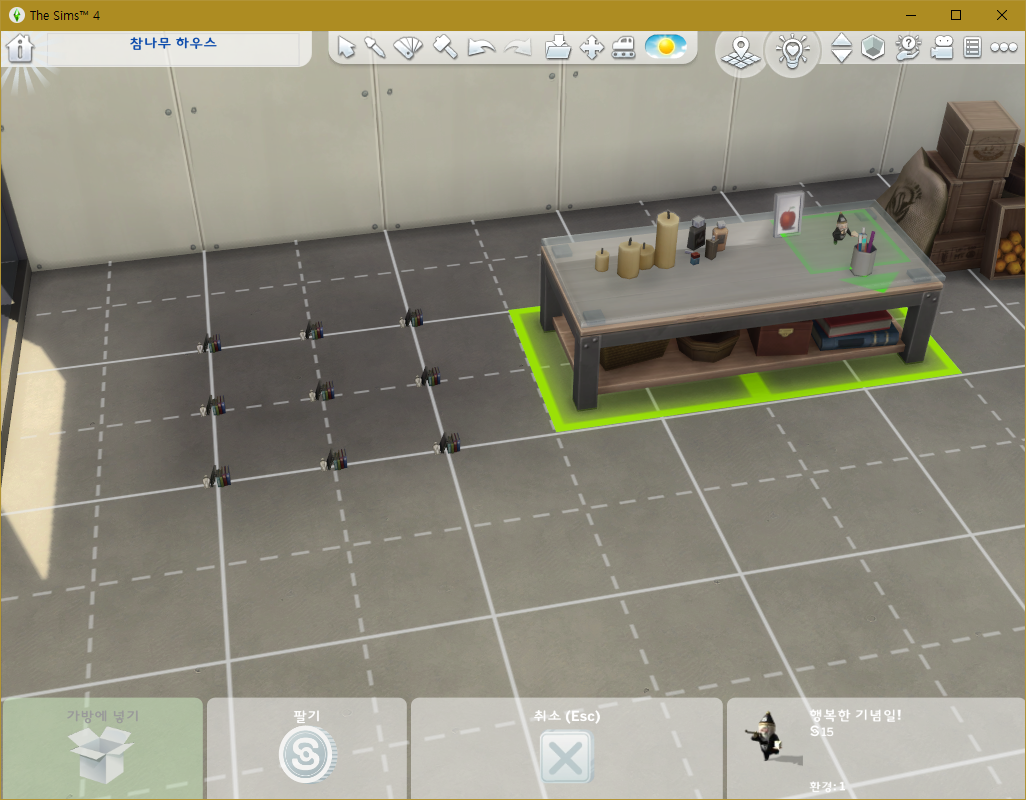 The Sims™ 4
참나무 하우스
가방에 넣기
팔기
취소 (Esc)
행복한 기념일!
§15
환경: 1